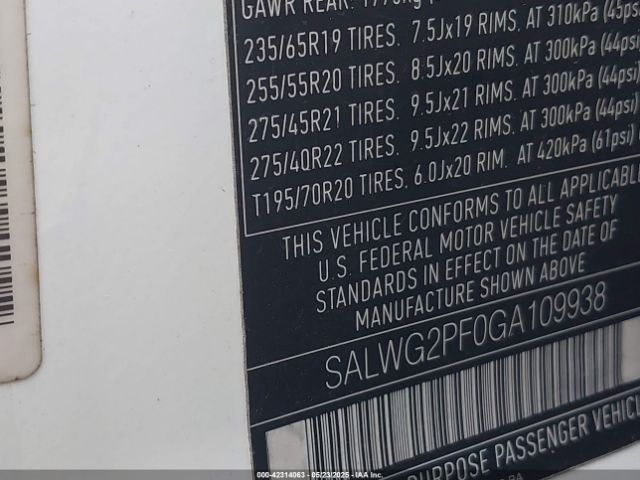 GAWR REAR:
235/65R19 TIRES. 7.5Jx19 RIMS. AT 310kPa (45psi
255/55R20 TIRES. 8.5Jx20 RIMS. AT 300kPa (44psi
275/45R21 TIRES. 9.5Jx21 RIMS. AT 300kPa (44psi)
275/40R22 TIRES. 9.5Jx22 RIMS. AT 300kPa (44psi)
T195/70R20 TIRES. 6.0Jx20 RIM. AT 420kPa (61psi)
THIS VEHICLE CONFORMS TO ALL APPLICABLE
U.S. FEDERAL MOTOR VEHICLE SAFETY
STANDARDS IN EFFECT ON THE DATE OF
MANUFACTURE SHOWN ABOVE
SALWG2PF0GA109938
PURPOSE PASSENGER VEHIC
000-42314063 - 05/23/2025 - IAA Inc.